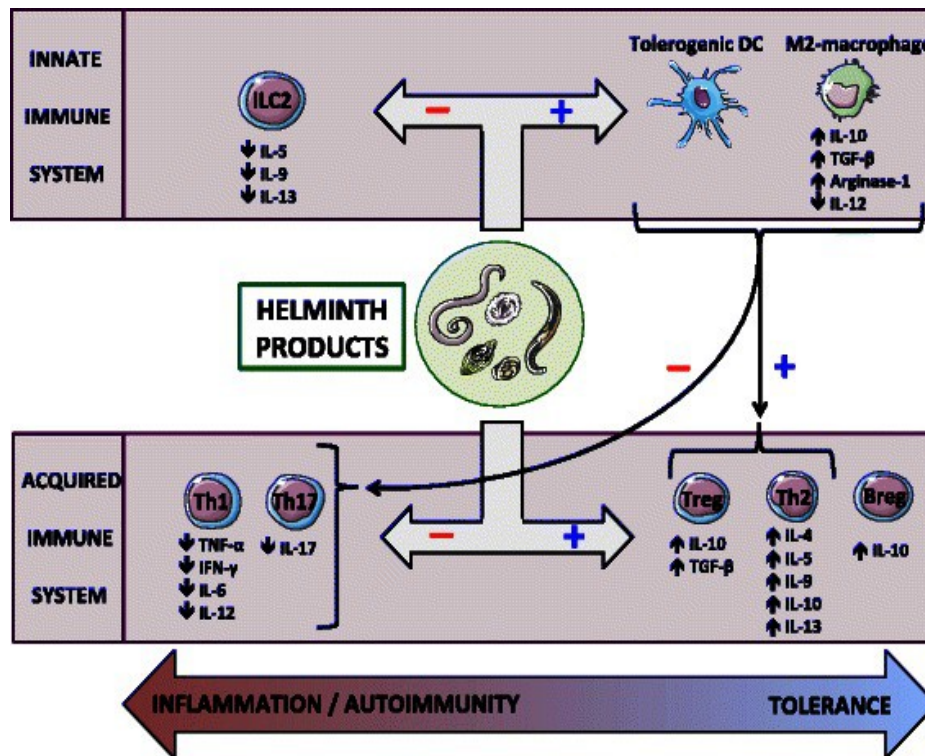 INNATE
IMMUNE
SYSTEM
ILC2
↓ IL-5
↓ IL-9
↓ IL-13
−
+
Tolerogenic DC
M2-macrophage
↑ IL-10
↑ TGF-β
↑ Arginase-1
↓ IL-12
HELMINTH
PRODUCTS
−
+
ACQUIRED
IMMUNE
SYSTEM
Th1
↓ TNF-α
↓ IFN-γ
↓ IL-6
↓ IL-12
Th17
↓ IL-17
−
+
Treg
↑ IL-10
↑ TGF-β
Th2
↑ IL-4
↑ IL-5
↑ IL-9
↑ IL-10
↑ IL-13
Breg
↑ IL-10
INFLAMMATION / AUTOIMMUNITY
TOLERANCE